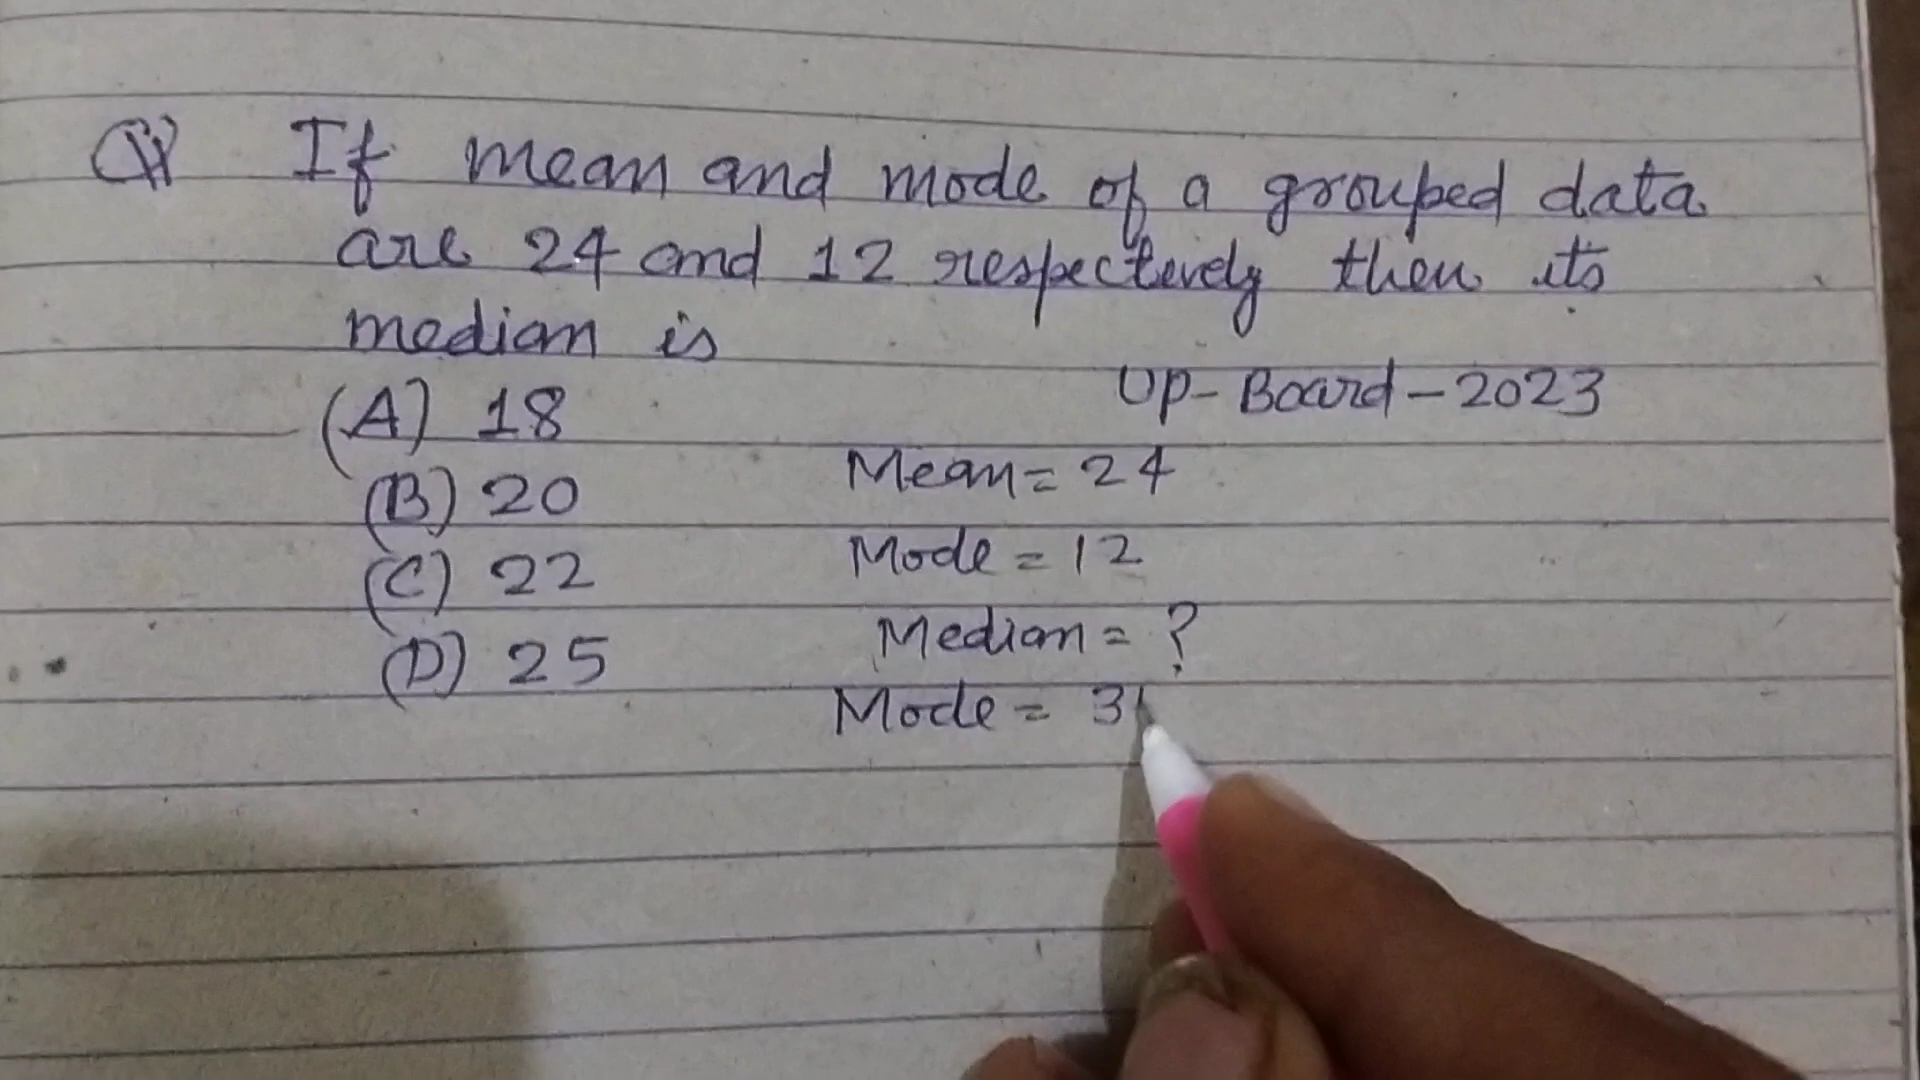 Q If mean and mode of a grouped data
are 24 and 12 respectively then its
median is
UP-Board-2023
(A) 18
(B) 20
(C) 22
(D) 25
Mean = 24
Mode = 12
Median = ?
Mode = 3